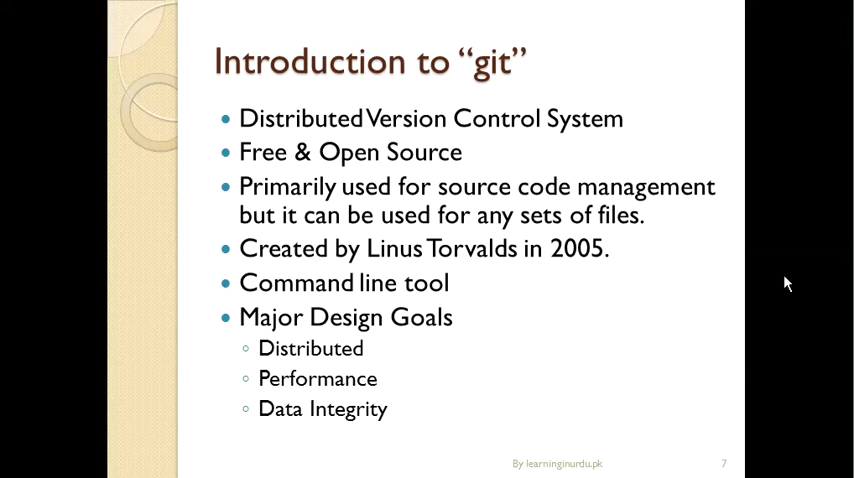 Introduction to “git”
Distributed Version Control System
Free & Open Source
Primarily used for source code management
but it can be used for any sets of files.
Created by Linus Torvalds in 2005.
Command line tool
Major Design Goals
Distributed
Performance
Data Integrity
By learninginurdu.pk
7